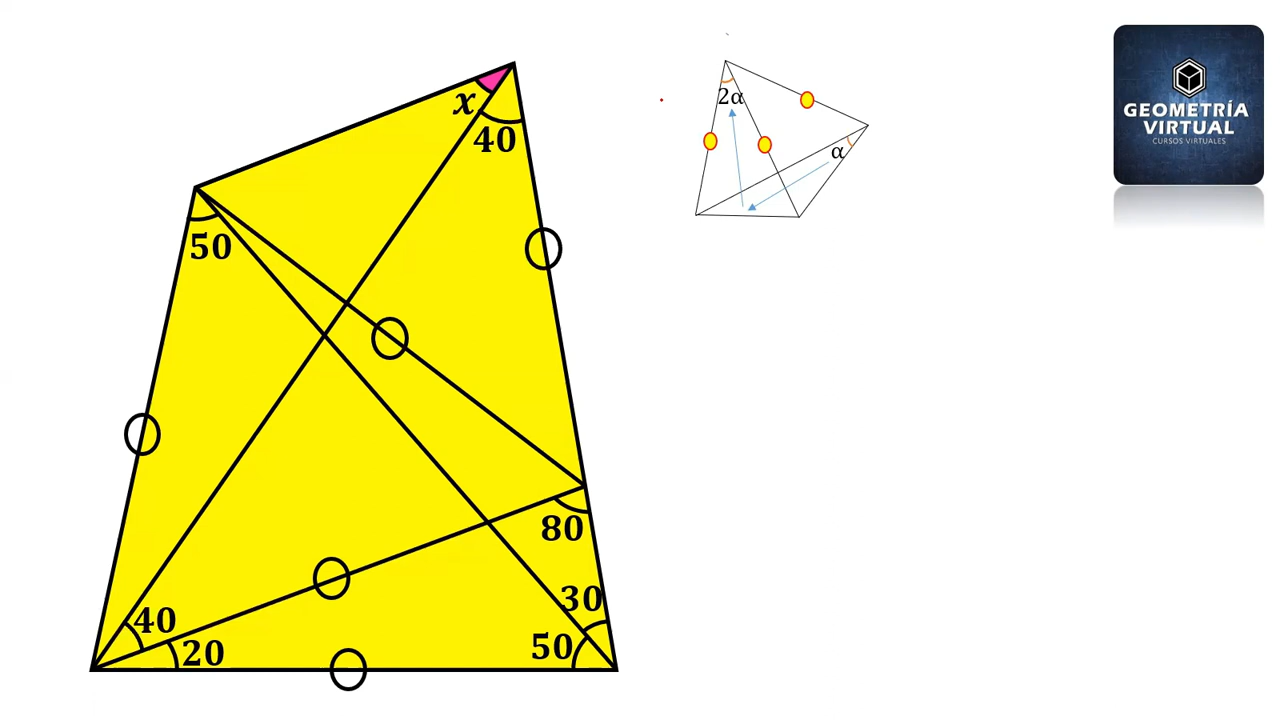 x
40
2α
α
GEOMETRÍA
VIRTUAL
CURSOS VIRTUALES
50
80
30
40
20
50